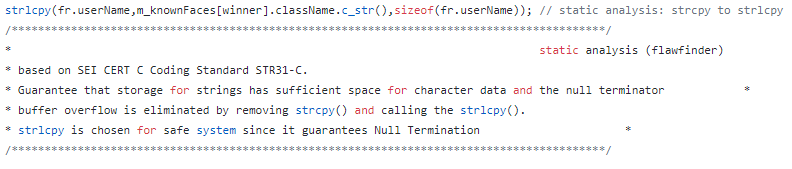 strlcpy(fr.userName,m_knownFaces[winner].className.c_str(),sizeof(fr.userName)); // static analysis: strcpy to strlcpy
/******************************************************************************************/
* static analysis (flawfinder)
* based on SEI CERT C Coding Standard STR31-C.
* Guarantee that storage for strings has sufficient space for character data and the null terminator *
* buffer overflow is eliminated by removing strcpy() and calling the strlcpy().
* strlcpy is chosen for safe system since it guarantees Null Termination *
/******************************************************************************************/